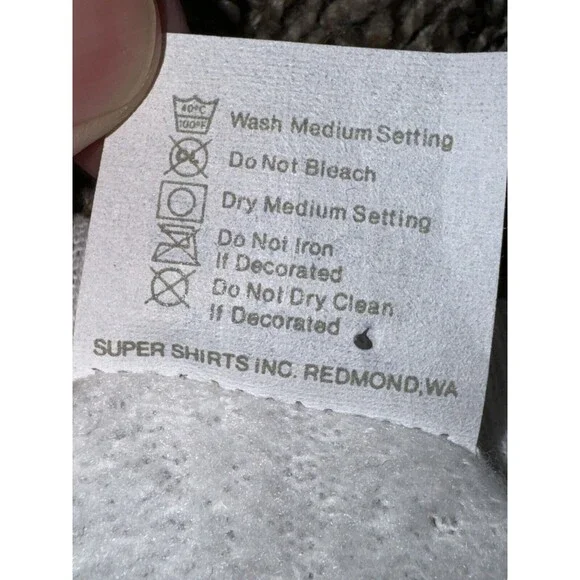 40°C
100°F
Wash Medium Setting
CL
Do Not Bleach
Dry Medium Setting
Do Not Iron
If Decorated
Do Not Dry Clean
If Decorated
SUPER SHIRTS INC. REDMOND, WA